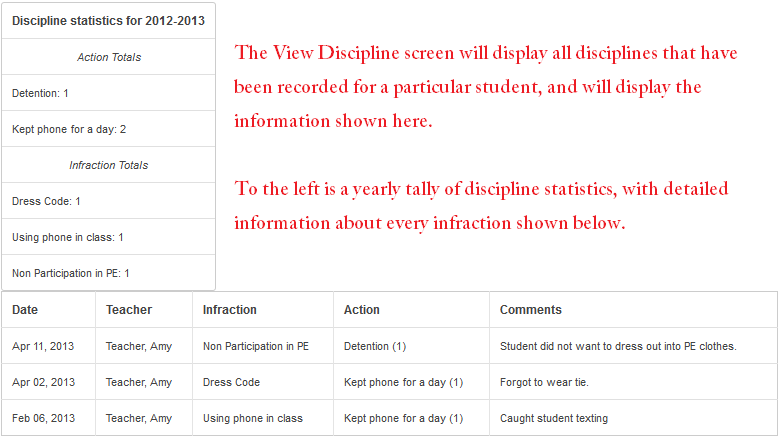 Discipline statistics for 2012-2013
Action Totals
Detention: 1
Kept phone for a day: 2
Infraction Totals
Dress Code: 1
Using phone in class: 1
Non Participation in PE: 1
The View Discipline screen will display all disciplines that have
been recorded for a particular student, and will display the
information shown here.
To the left is a yearly tally of discipline statistics, with detailed
information about every infraction shown below.
Date Teacher Infraction Action Comments
Apr 11, 2013 Teacher, Amy Non Participation in PE Detention (1) Student did not want to dress out into PE clothes.
Apr 02, 2013 Teacher, Amy Dress Code Kept phone for a day (1) Forgot to wear tie.
Feb 06, 2013 Teacher, Amy Using phone in class Kept phone for a day (1) Caught student texting